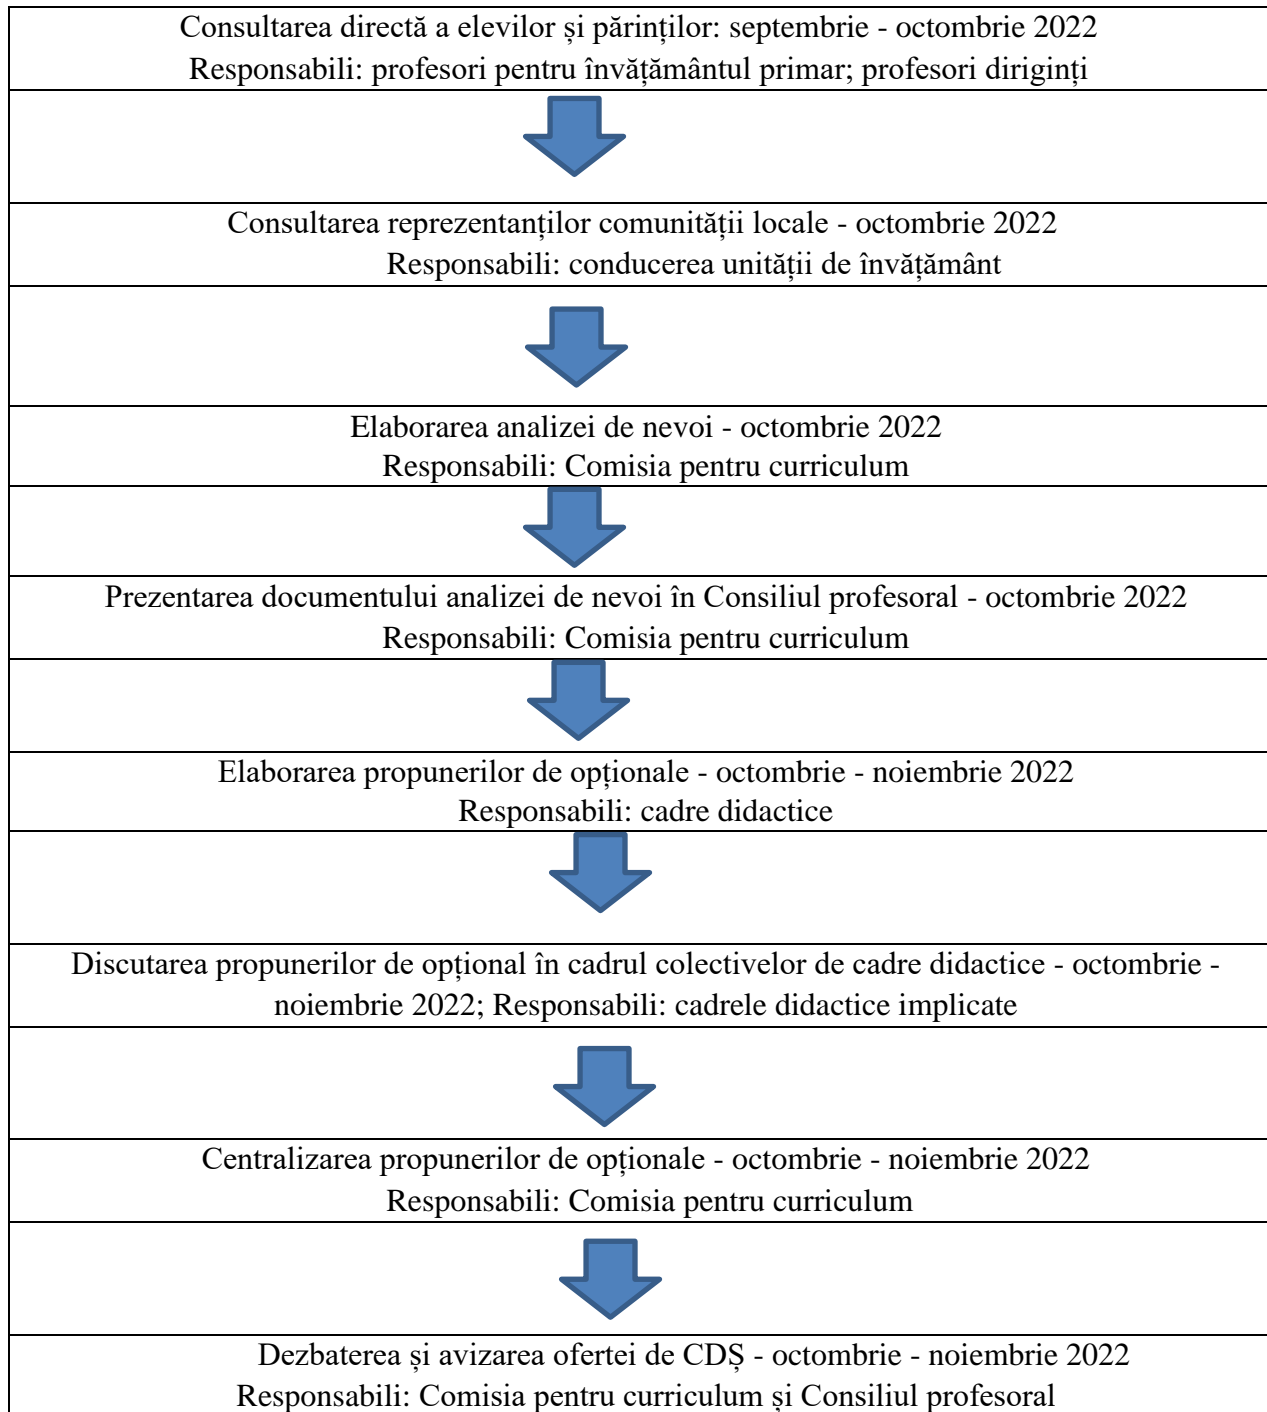 Consultarea directă a elevilor și părinților: septembrie - octombrie 2022
Responsabili: profesori pentru învățământul primar; profesori diriginți
Consultarea reprezentanților comunității locale - octombrie 2022
Responsabili: conducerea unității de învățământ
Elaborarea analizei de nevoi - octombrie 2022
Responsabili: Comisia pentru curriculum
Prezentarea documentului analizei de nevoi în Consiliul profesoral - octombrie 2022
Responsabili: Comisia pentru curriculum
Elaborarea propunerilor de opționale - octombrie - noiembrie 2022
Responsabili: cadre didactice
Discutarea propunerilor de opțional în cadrul colectivelor de cadre didactice - octombrie -
noiembrie 2022; Responsabili: cadrele didactice implicate
Centralizarea propunerilor de opționale - octombrie - noiembrie 2022
Responsabili: Comisia pentru curriculum
Dezbaterea și avizarea ofertei de CDȘ - octombrie - noiembrie 2022
Responsabili: Comisia pentru curriculum și Consiliul profesoral